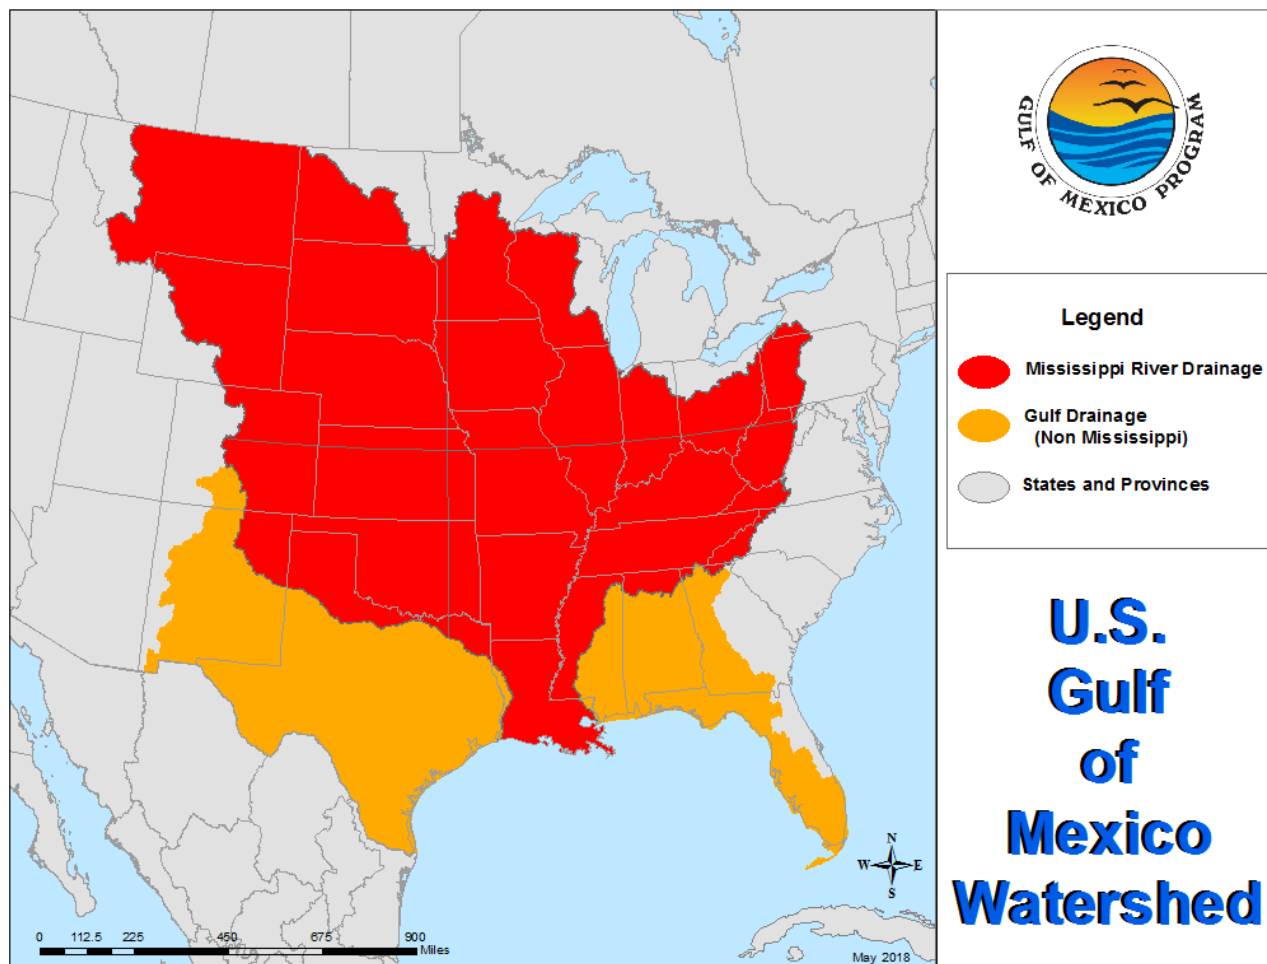 GULF OF MEXICO PROGRAM
Legend
Mississippi River Drainage
Gulf Drainage
(Non Mississippi)
States and Provinces
U.S.
Gulf
of
Mexico
Watershed
N
W E
S
0 112.5 225 450 675 900
Miles
May 2018